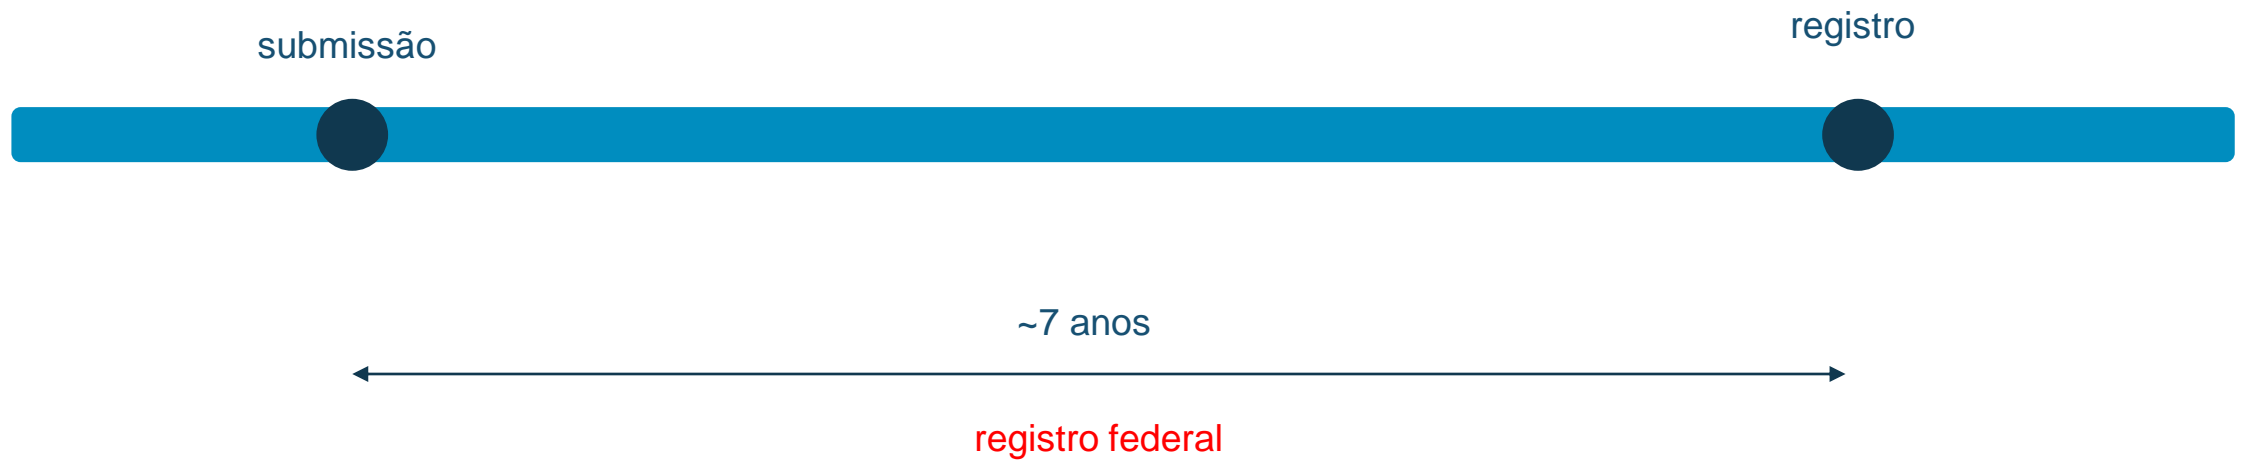 submissão
registro
~7 anos
registro federal